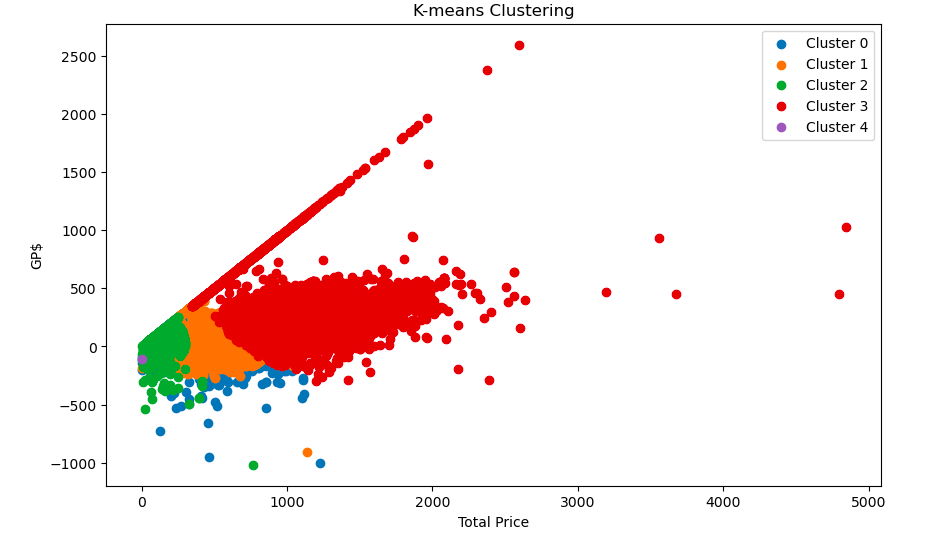 K-means Clustering
Cluster 0
Cluster 1
Cluster 2
Cluster 3
Cluster 4
GP$
2500
2000
1500
1000
500
0
−500
−1000
0
1000
2000
3000
4000
5000
Total Price